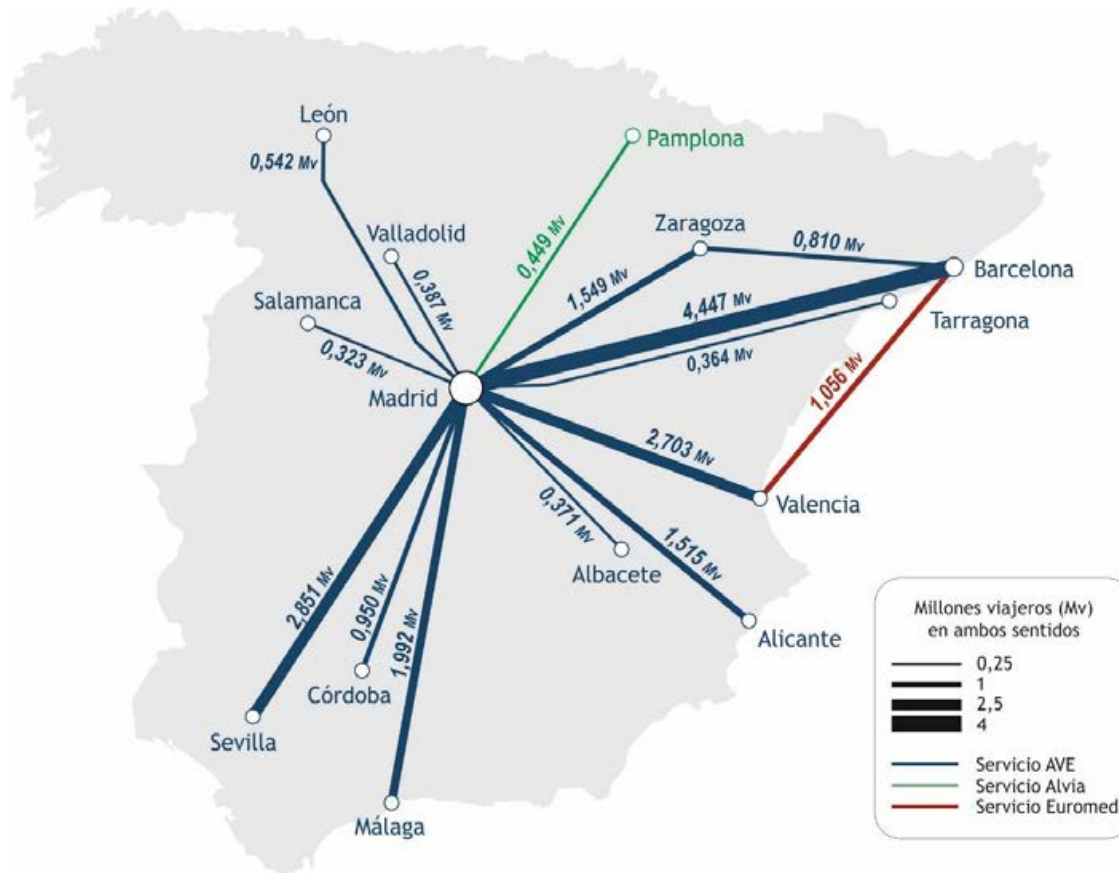 León
0,542 Mv
Pamplona
Valladolid
0,387 Mv
0,449 Mv
Zaragoza
0,810 Mv
Salamanca
0,323 Mv
1,549 Mv
4,447 Mv
Barcelona
Tarragona
0,364 Mv
Madrid
1,056 Mv
2,703 Mv
Valencia
0,371 Mv
Albacete
1,515 Mv
Alicante
2,851 Mv
0,950 Mv
1,992 Mv
Córdoba
Sevilla
Málaga
Millones viajeros (Mv)
en ambos sentidos
0,25
1
2,5
4
Servicio AVE
Servicio Alvia
Servicio Euromed